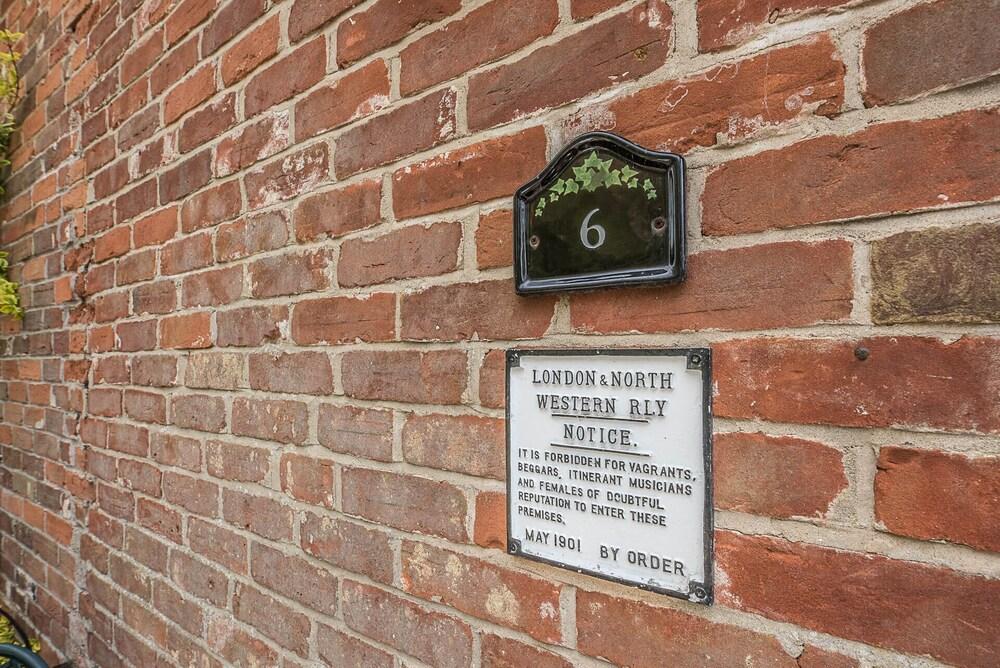 6
LONDON & NORTH
WESTERN RLY
NOTICE.
IT IS FORBIDDEN FOR VAGRANTS,
BEGGARS, ITINERANT MUSICIANS
AND FEMALES OF DOUBTFUL
REPUTATION TO ENTER THESE
PREMISES.
MAY 1901 BY ORDER